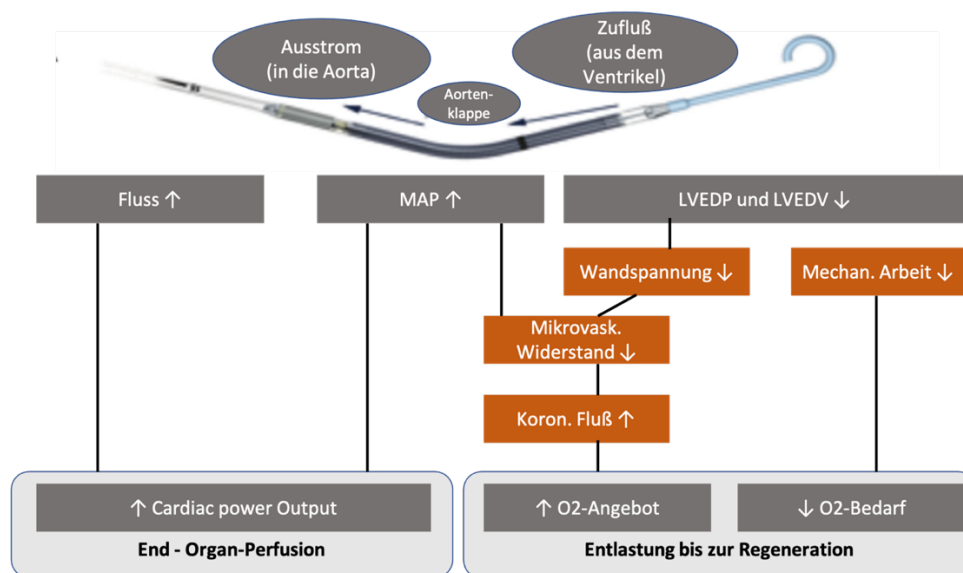 Ausstrom
(in die Aorta)
Zufluß
(aus dem
Ventrikel)
Aorten-
klappe
Fluss ↑
MAP ↑
LVEDP und LVEDV ↓
Wandspannung ↓
Mechan. Arbeit ↓
Mikrovask.
Widerstand ↓
Koron. Fluß ↑
↑ Cardiac power Output
↑ O2-Angebot
↓ O2-Bedarf
End - Organ-Perfusion
Entlastung bis zur Regeneration